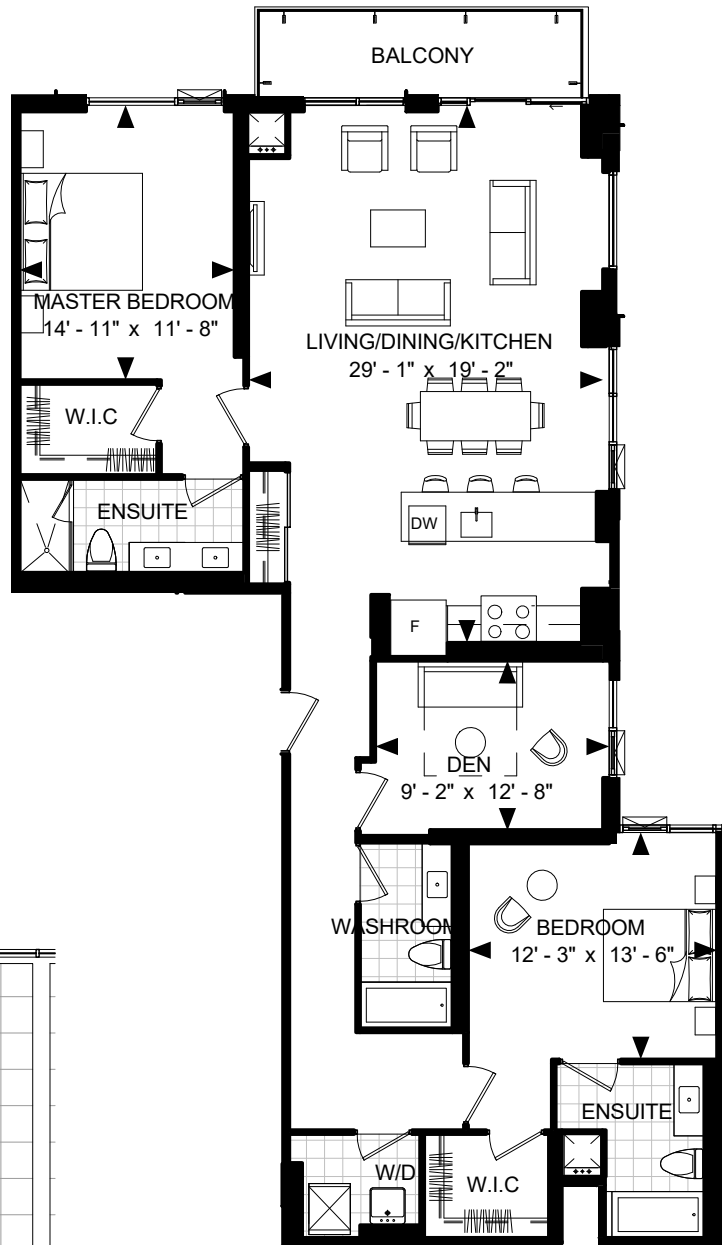 BALCONY
MASTER BEDROOM
14' - 11" x 11' - 8"
LIVING/DINING/KITCHEN
29' - 1" x 19' - 2"
W.I.C
ENSUITE
DW
F
DEN
9' - 2" x 12' - 8"
WASHROOM
BEDROOM
12' - 3" x 13' - 6"
ENSUITE
W/D
W.I.C